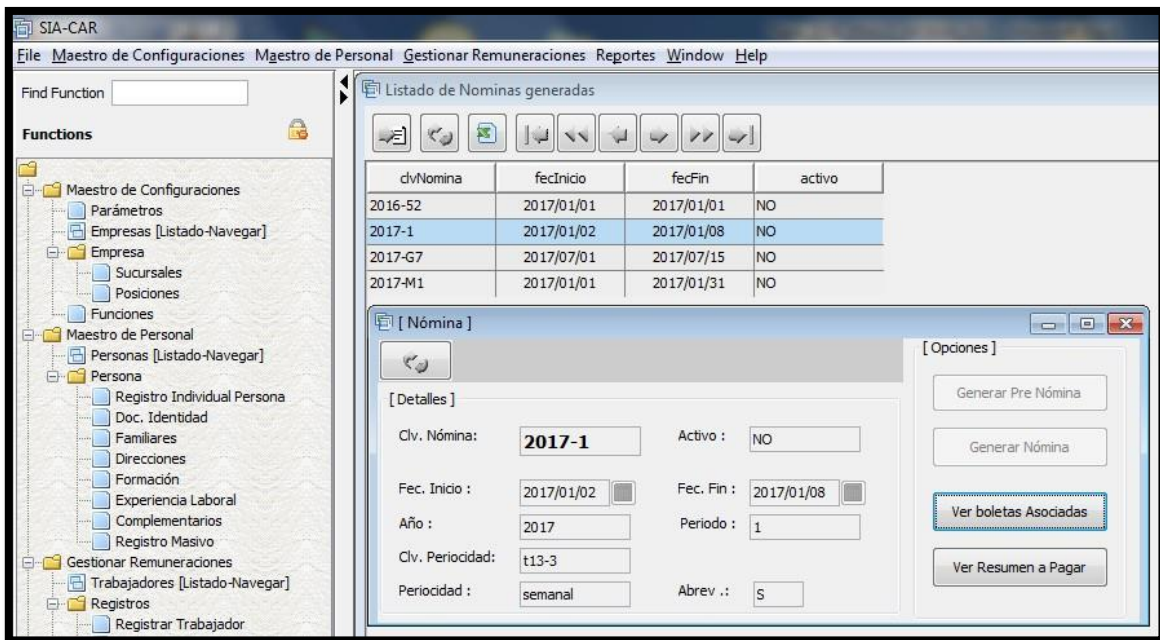 SIA-CAR
File Maestro de Configuraciones Maestro de Personal Gestionar Remuneraciones Reportes Window Help
Find Function
Functions
Maestro de Configuraciones
Parámetros
Empresas [Listado-Navegar]
Empresa
Sucursales
Posiciones
Funciones
Maestro de Personal
Personas [Listado-Navegar]
Persona
Registro Individual Persona
Doc. Identidad
Familiares
Direcciones
Formación
Experiencia Laboral
Complementarios
Registro Masivo
Gestionar Remuneraciones
Trabajadores [Listado-Navegar]
Registros
Registrar Trabajador
Listado de Nominas generadas
clvNomina fecInicio fecFin activo
2016-52 2017/01/01 2017/01/01 NO
2017-1 2017/01/02 2017/01/08 NO
2017-G7 2017/07/01 2017/07/15 NO
2017-M1 2017/01/01 2017/01/31 NO
[ Nómina ]
[ Detalles ]
Clv. Nómina: 2017-1 Activo : NO
Fec. Inicio : 2017/01/02 Fec. Fin : 2017/01/08
Año : 2017 Periodo : 1
Clv. Periocidad: t13-3
Periocidad : semanal Abrev .: S
[ Opciones ]
Generar Pre Nómina
Generar Nómina
Ver boletas Asociadas
Ver Resumen a Pagar